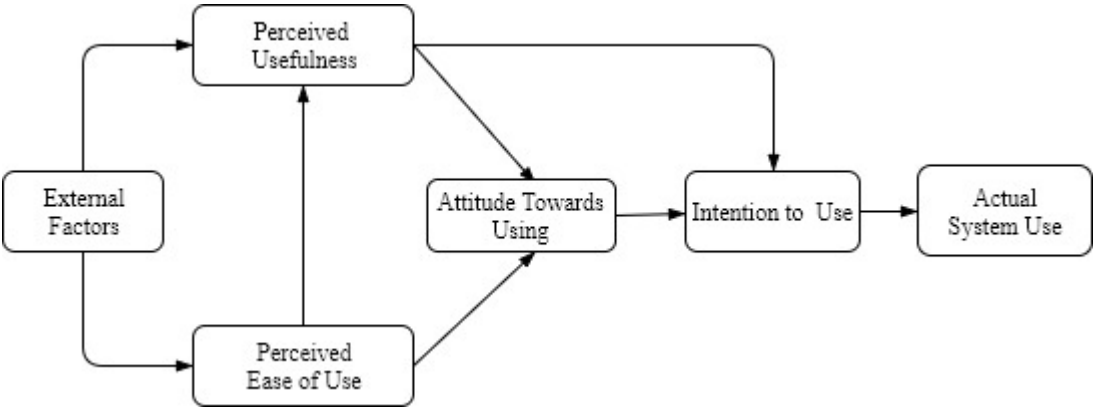 Perceived
Usefulness
External
Factors
Attitude Towards
Using
Intention to  Use
Actual
System Use
Perceived
Ease of Use